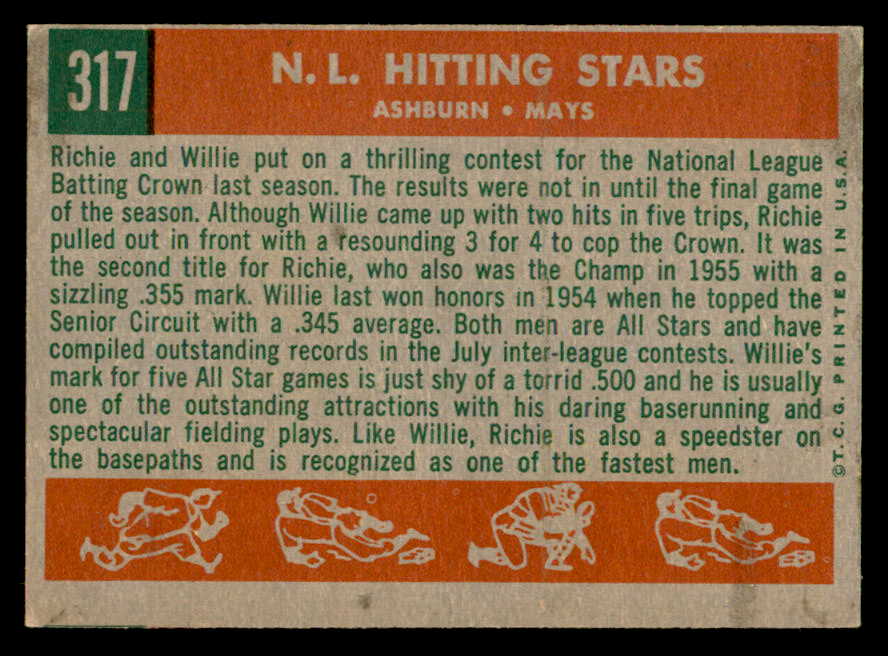 317
N. L. HITTING STARS
ASHBURN • MAYS
Richie and Willie put on a thrilling contest for the National League
Batting Crown last season. The results were not in until the final game
of the season. Although Willie came up with two hits in five trips, Richie
pulled out in front with a resounding 3 for 4 to cop the Crown. It was
the second title for Richie, who also was the Champ in 1955 with a
sizzling .355 mark. Willie last won honors in 1954 when he topped the
Senior Circuit with a .345 average. Both men are All Stars and have
compiled outstanding records in the July inter-league contests. Willie's
mark for five All Star games is just shy of a torrid .500 and he is usually
one of the outstanding attractions with his daring baserunning and
spectacular fielding plays. Like Willie, Richie is also a speedster on
the basepaths and is recognized as one of the fastest men.
©T. C. G. PRINTED IN U.S.A.